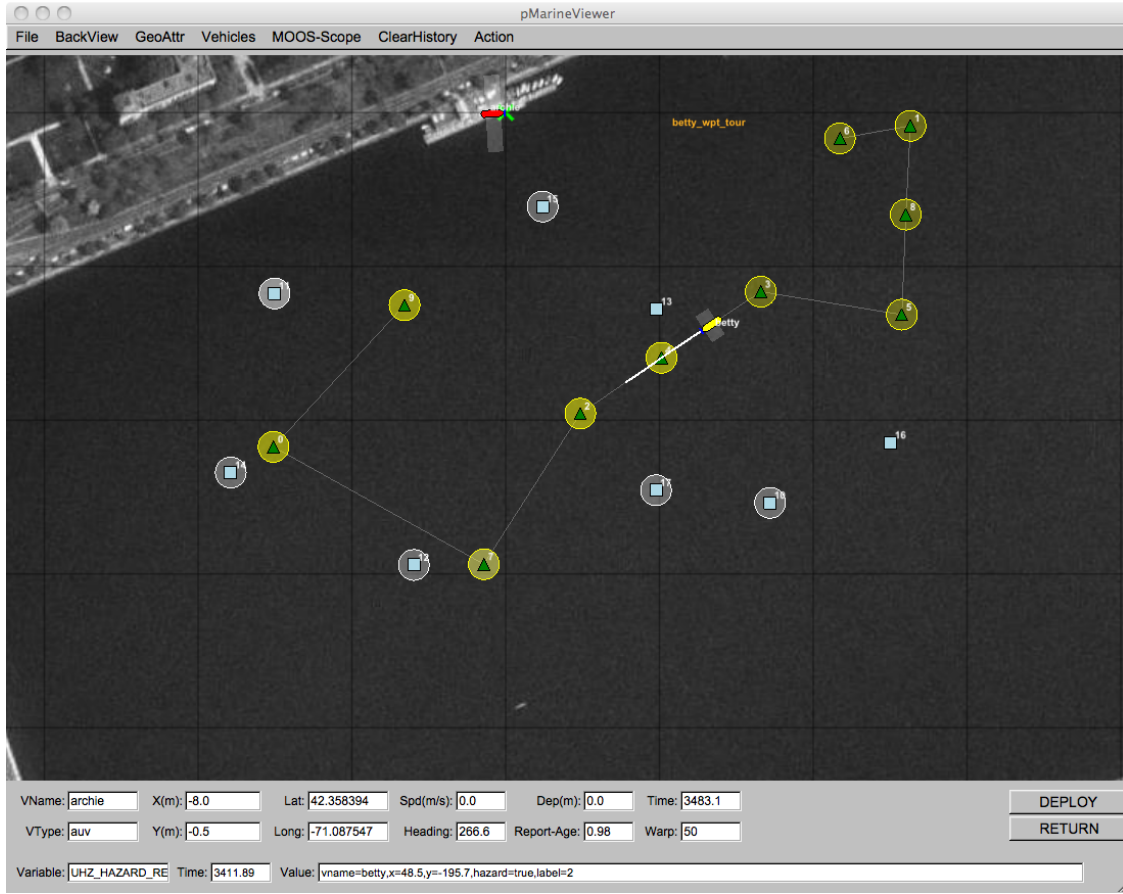 pMarineViewer
File BackView GeoAttr Vehicles MOOS-Scope ClearHistory Action
archie
betty_wpt_tour
6
1
15
8
11
9
13
3
5
betty
4
2
16
0
14
17
18
12
7
VName: archie X(m): -8.0 Lat: 42.358394 Spd(m/s): 0.0 Dep(m): 0.0 Time: 3483.1 DEPLOY
VType: auv Y(m): -0.5 Long: -71.087547 Heading: 266.6 Report-Age: 0.98 Warp: 50 RETURN
Variable: UHZ_HAZARD_RE Time: 3411.89 Value: vname=betty,x=48.5,y=-195.7,hazard=true,label=2